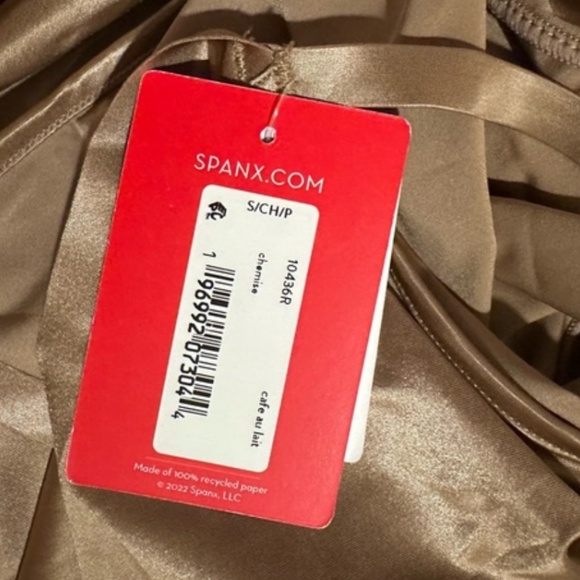 SPANX.COM
S/CH/P
10436R
chemise
cafe au lait
1 96992 07304 4
Made of 100% recycled paper
© 2022 Spanx, LLC